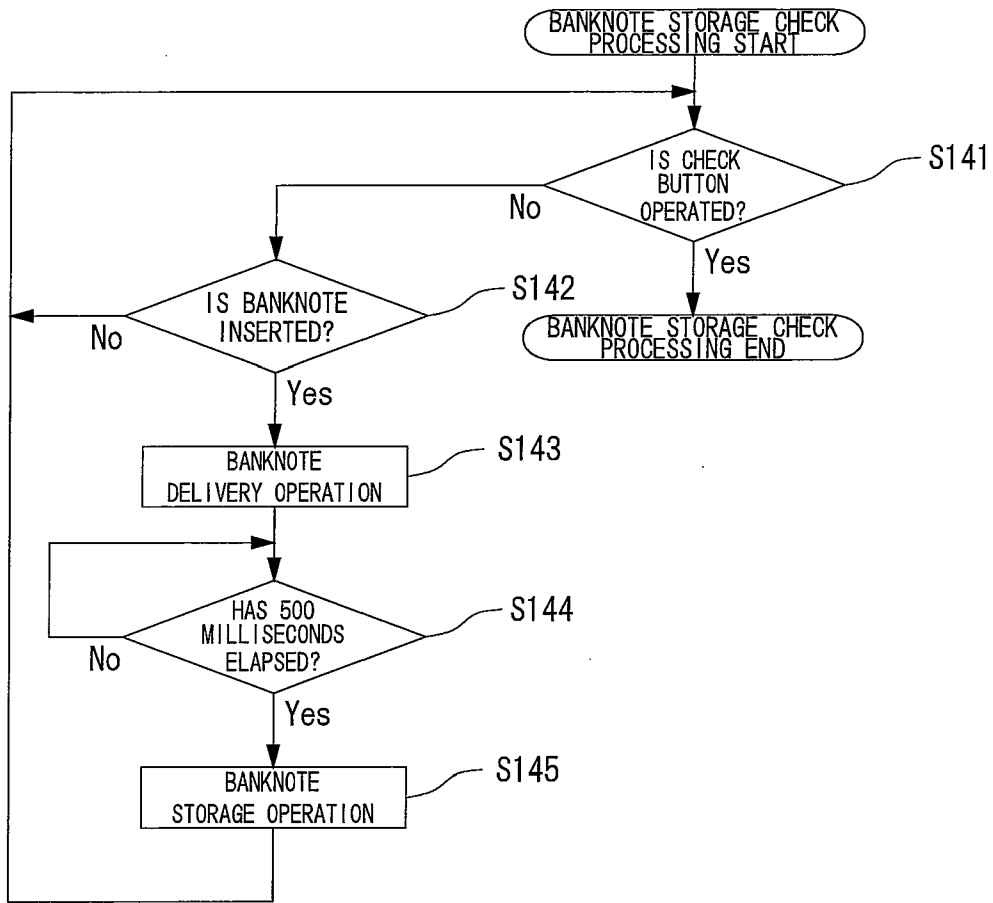 BANKNOTE STORAGE CHECK
PROCESSING START
IS CHECK
BUTTON
OPERATED?
S141
No
Yes
IS BANKNOTE
INSERTED?
S142
No
Yes
BANKNOTE STORAGE CHECK
PROCESSING END
BANKNOTE
DELIVERY OPERATION
S143
HAS 500
MILLISECONDS
ELAPSED?
S144
No
Yes
BANKNOTE
STORAGE OPERATION
S145